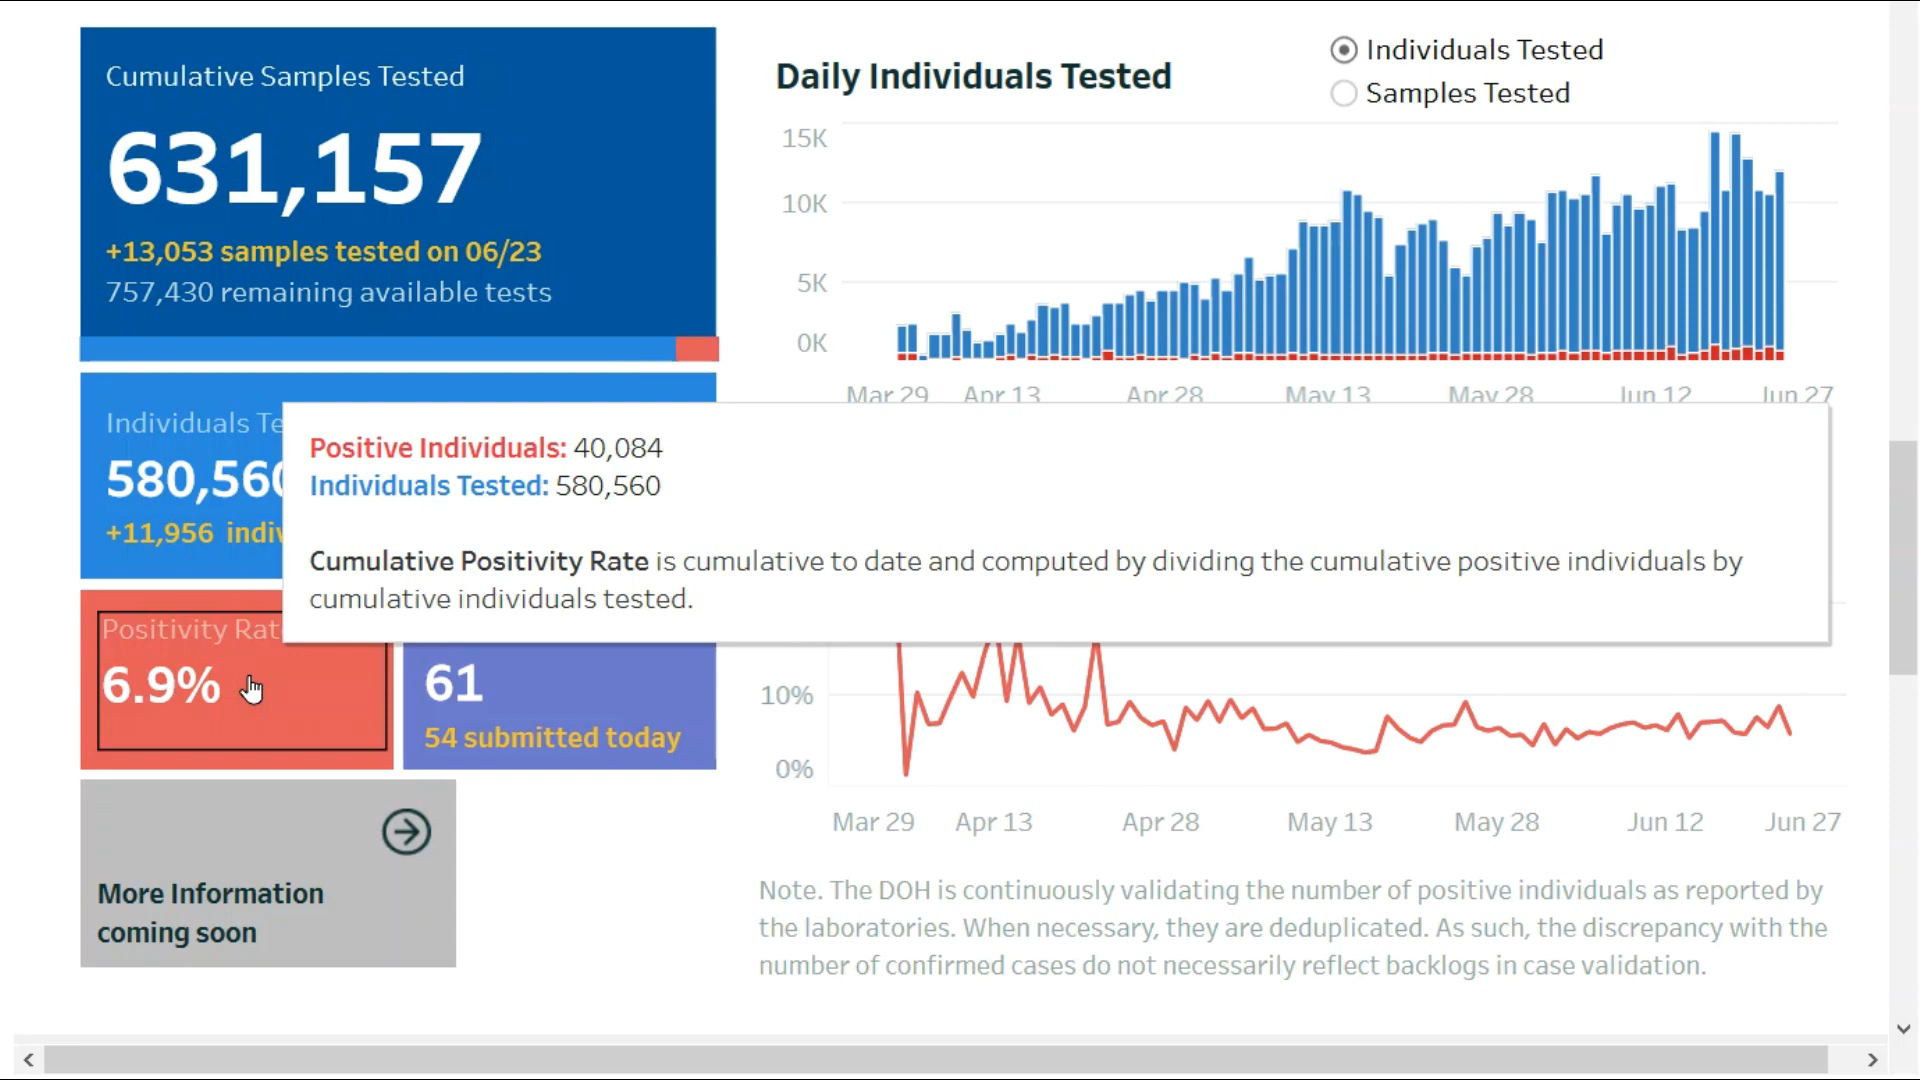 Cumulative Samples Tested
631,157
+13,053 samples tested on 06/23
757,430 remaining available tests
Individuals
580,560
+11,956
Positivity
6.9%
61
54 submitted today
More Information
coming soon
Daily Individuals Tested
Individuals Tested
Samples Tested
15K
10K
5K
0K
Mar 29 Apr 13 Apr 28 May 13 May 28 Jun 12 Jun 27
Positive Individuals: 40,084
Individuals Tested: 580,560
Cumulative Positivity Rate is cumulative to date and computed by dividing the cumulative positive individuals by
cumulative individuals tested.
10%
0%
Mar 29 Apr 13 Apr 28 May 13 May 28 Jun 12 Jun 27
Note. The DOH is continuously validating the number of positive individuals as reported by
the laboratories. When necessary, they are deduplicated. As such, the discrepancy with the
number of confirmed cases do not necessarily reflect backlogs in case validation.